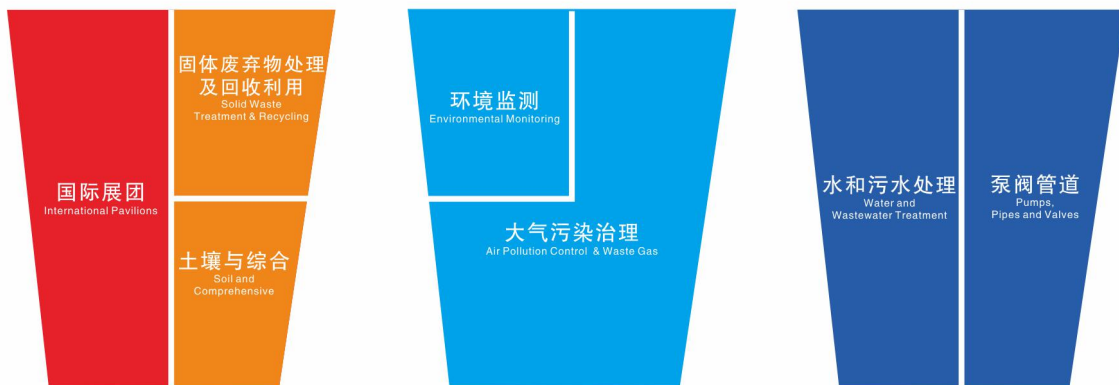 国际展团
International Pavilions
固体废弃物处理
及回收利用
Solid Waste
Treatment & Recycling
土壤与综合
Soil and
Comprehensive
环境监测
Environmental Monitoring
大气污染治理
Air Pollution Control & Waste Gas
水和污水处理
Water and
Wastewater Treatment
泵阀管道
Pumps,
Pipes and Valves